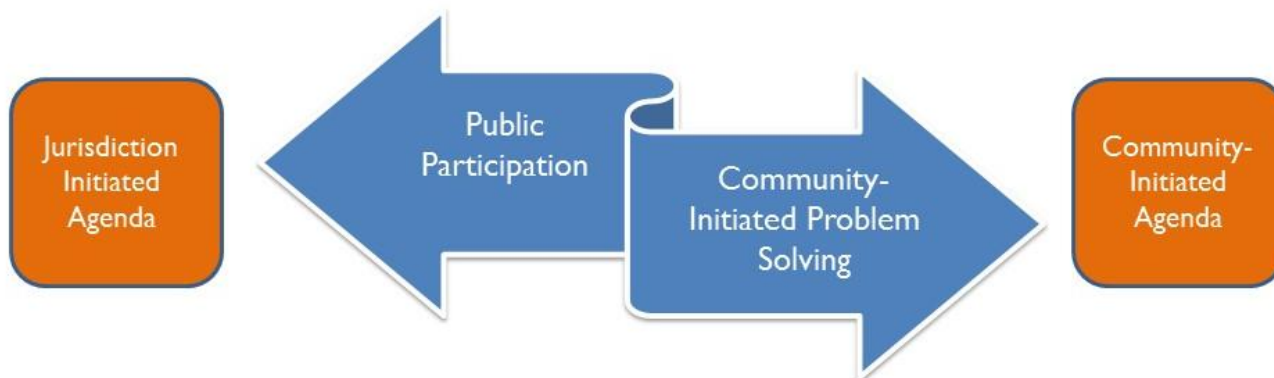 Jurisdiction
Initiated
Agenda
Public
Participation
Community-
Initiated Problem
Solving
Community-
Initiated
Agenda